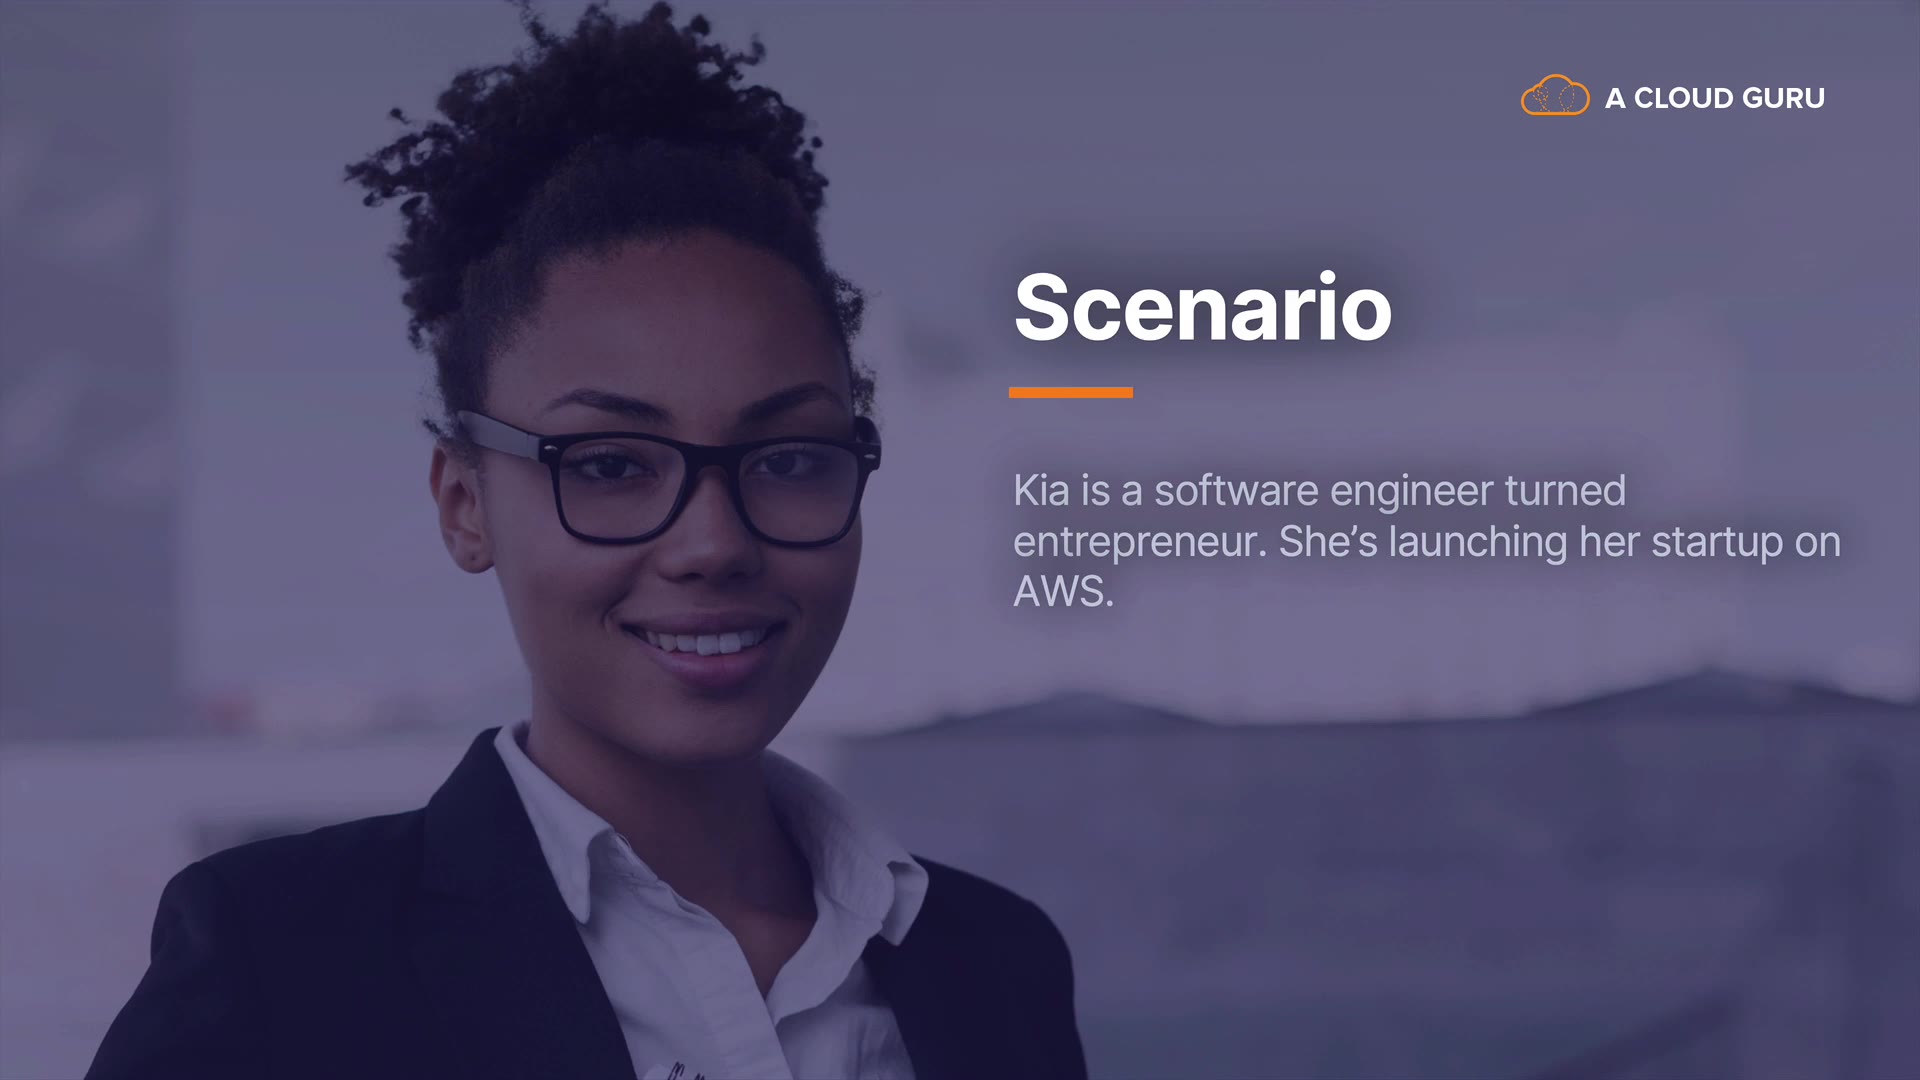 A CLOUD GURU
Scenario
Kia is a software engineer turned
entrepreneur. She’s launching her startup on
AWS.